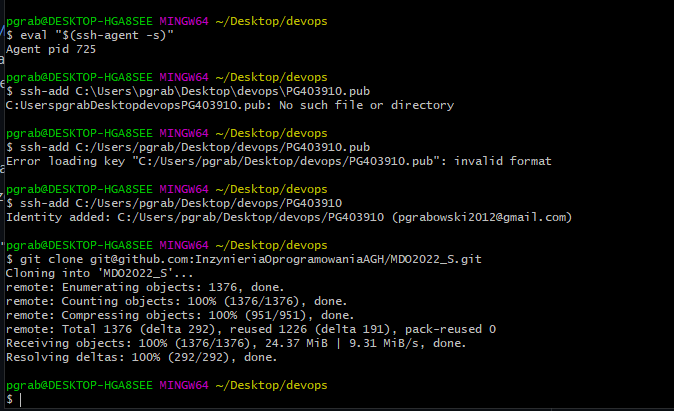 pgrab@DESKTOP-HGA8SEE MINGW64 ~/Desktop/devops
$ eval "$(ssh-agent -s)"
Agent pid 725
pgrab@DESKTOP-HGA8SEE MINGW64 ~/Desktop/devops
$ ssh-add C:\Users\pgrab\Desktop\devops\PG403910.pub
C:UserspgrabDesktopdevopsPG403910.pub: No such file or directory
pgrab@DESKTOP-HGA8SEE MINGW64 ~/Desktop/devops
$ ssh-add C:/Users/pgrab/Desktop/devops/PG403910.pub
Error loading key "C:/Users/pgrab/Desktop/devops/PG403910.pub": invalid format
pgrab@DESKTOP-HGA8SEE MINGW64 ~/Desktop/devops
$ ssh-add C:/Users/pgrab/Desktop/devops/PG403910
Identity added: C:/Users/pgrab/Desktop/devops/PG403910 (pgrabowski2012@gmail.com)
pgrab@DESKTOP-HGA8SEE MINGW64 ~/Desktop/devops
$ git clone git@github.com:InzynieriaOprogramowaniaAGH/MDO2022_S.git
Cloning into 'MDO2022_S'...
remote: Enumerating objects: 1376, done.
remote: Counting objects: 100% (1376/1376), done.
remote: Compressing objects: 100% (951/951), done.
remote: Total 1376 (delta 292), reused 1226 (delta 191), pack-reused 0
Receiving objects: 100% (1376/1376), 24.37 MiB | 9.31 MiB/s, done.
Resolving deltas: 100% (292/292), done.
pgrab@DESKTOP-HGA8SEE MINGW64 ~/Desktop/devops
$